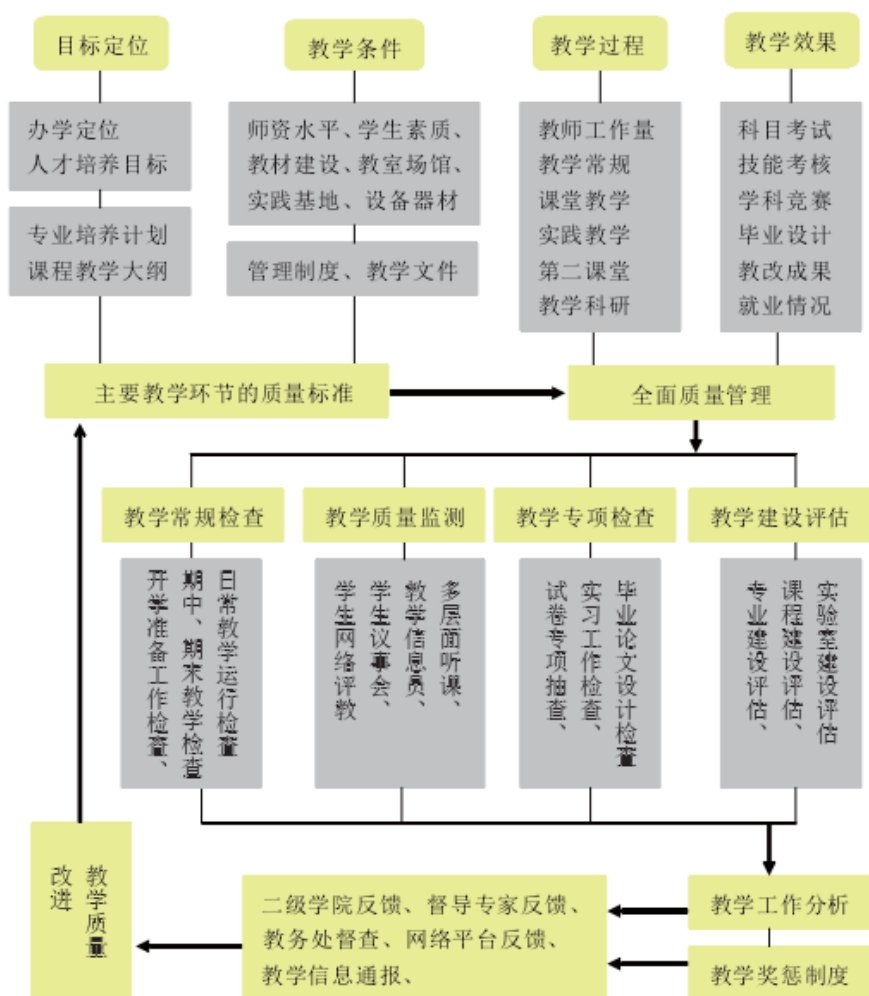 目标定位
教学条件
教学过程
教学效果
办学定位
人才培养目标
专业培养计划
课程教学大纲
师资水平、学生素质、
教材建设、教室场馆、
实践基地、设备器材
管理制度、教学文件
教师工作量
教学常规
课堂教学
实践教学
第二课堂
教学科研
科目考试
技能考核
学科竞赛
毕业设计
教改成果
就业情况
主要教学环节的质量标准
全面质量管理
教学常规检查
教学质量监测
教学专项检查
教学建设评估
开学准备工作检查、
期中、期末教学检查
日常教学运行检查
多层面听课、
教学信息员、
学生议事会、
学生网络评教
试卷专项抽查、
实习工作检查、
毕业论文设计检查
专业建设评估、
课程建设评估、
实验室建设评估
教学工作分析
教学奖惩制度
二级学院反馈、督导专家反馈、
教务处督查、网络平台反馈、
教学信息通报、
教学质量
改进